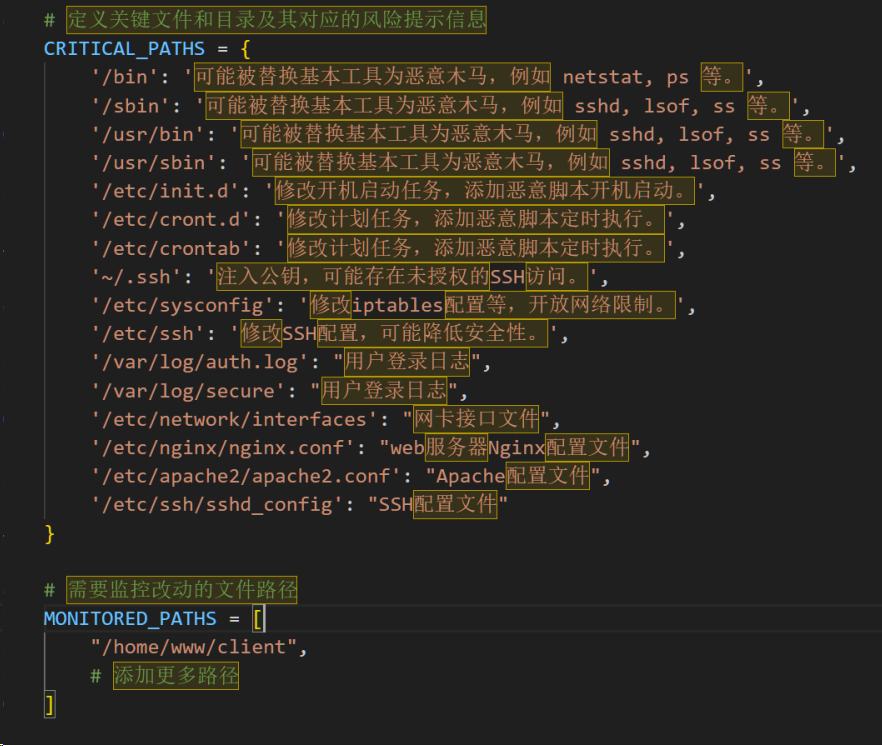 # 定义关键文件和目录及其对应的风险提示信息
CRITICAL_PATHS = {
    '/bin': '可能被替换基本工具为恶意木马，例如 netstat, ps 等。',
    '/sbin': '可能被替换基本工具为恶意木马，例如 sshd, lsof, ss 等。',
    '/usr/bin': '可能被替换基本工具为恶意木马，例如 sshd, lsof, ss 等。',
    '/usr/sbin': '可能被替换基本工具为恶意木马，例如 sshd, lsof, ss 等。',
    '/etc/init.d': '修改开机启动任务，添加恶意脚本开机启动。',
    '/etc/cront.d': '修改计划任务，添加恶意脚本定时执行。',
    '/etc/crontab': '修改计划任务，添加恶意脚本定时执行。',
    '~/.ssh': '注入公钥，可能存在未授权的SSH访问。',
    '/etc/sysconfig': '修改iptables配置等，开放网络限制。',
    '/etc/ssh': '修改SSH配置，可能降低安全性。',
    '/var/log/auth.log': "用户登录日志",
    '/var/log/secure': "用户登录日志",
    '/etc/network/interfaces': "网卡接口文件",
    '/etc/nginx/nginx.conf': "web服务器Nginx配置文件",
    '/etc/apache2/apache2.conf': "Apache配置文件",
    '/etc/ssh/sshd_config': "SSH配置文件"
}
# 需要监控改动的文件路径
MONITORED_PATHS = [
    "/home/www/client",
    # 添加更多路径
]